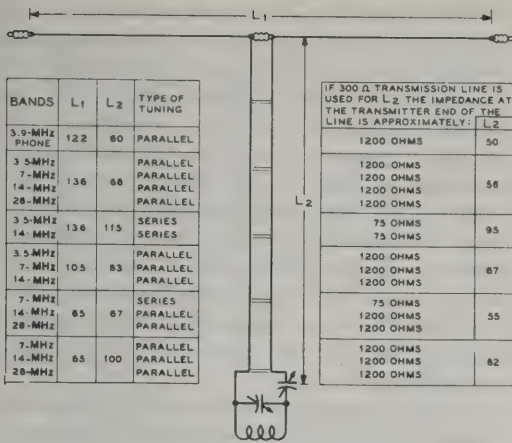 L1
BANDS L1 L2 TYPE OF TUNING
3.9-MHz PHONE 122 60 PARALLEL
3.5-MHz PARALLEL
7-MHz 136 68 PARALLEL
14-MHz PARALLEL
28-MHz PARALLEL
3.5-MHz 136 115 SERIES
14-MHz SERIES
3.5-MHz PARALLEL
7-MHz 103 83 PARALLEL
14-MHz PARALLEL
7-MHz SERIES
14-MHz 65 67 PARALLEL
28-MHz PARALLEL
7-MHz PARALLEL
14-MHz 65 100 PARALLEL
28-MHz PARALLEL
L2
IF 300 Ω TRANSMISSION LINE IS
USED FOR L2 THE IMPEDANCE AT
THE TRANSMITTER END OF THE
LINE IS APPROXIMATELY: L2
1200 OHMS 50
1200 OHMS
1200 OHMS 56
1200 OHMS
1200 OHMS
75 OHMS 95
75 OHMS
1200 OHMS
1200 OHMS 67
1200 OHMS
75 OHMS
1200 OHMS 55
1200 OHMS
1200 OHMS
1200 OHMS 82
1200 OHMS